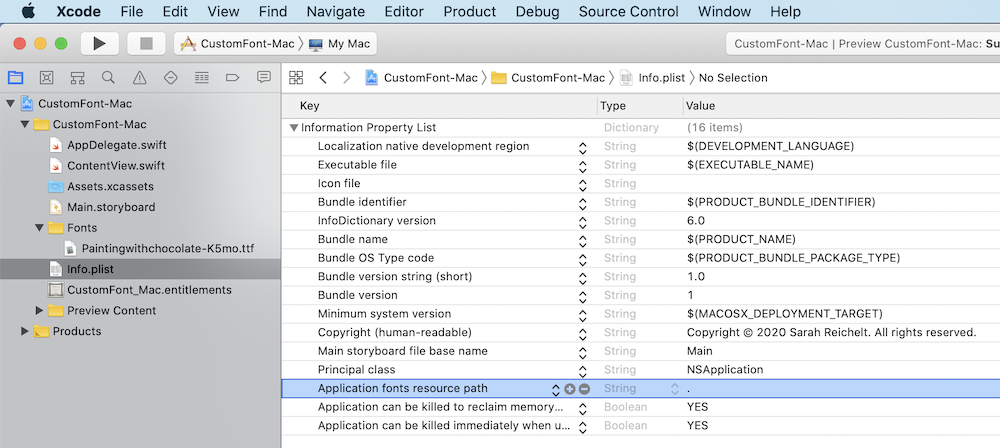 Xcode File Edit View Find Navigate Editor Product Debug Source Control Window Help
CustomFont-Mac My Mac CustomFont-Mac | Preview CustomFont-Mac: Su
CustomFont-Mac CustomFont-Mac Info.plist No Selection
CustomFont-Mac
CustomFont-Mac
AppDelegate.swift
ContentView.swift
Assets.xcassets
Main.storyboard
Fonts
Paintingwithchocolate-K5mo.ttf
Info.plist
CustomFont_Mac.entitlements
Preview Content
Products
Key Type Value
Information Property List Dictionary (16 items)
Localization native development region String $(DEVELOPMENT_LANGUAGE)
Executable file String $(EXECUTABLE_NAME)
Icon file String
Bundle identifier String $(PRODUCT_BUNDLE_IDENTIFIER)
InfoDictionary version String 6.0
Bundle name String $(PRODUCT_NAME)
Bundle OS Type code String $(PRODUCT_BUNDLE_PACKAGE_TYPE)
Bundle version string (short) String 1.0
Bundle version String 1
Minimum system version String $(MACOSX_DEPLOYMENT_TARGET)
Copyright (human-readable) String Copyright © 2020 Sarah Reichelt. All rights reserved.
Main storyboard file base name String Main
Principal class String NSApplication
Application fonts resource path String .
Application can be killed to reclaim memory... Boolean YES
Application can be killed immediately when u... Boolean YES